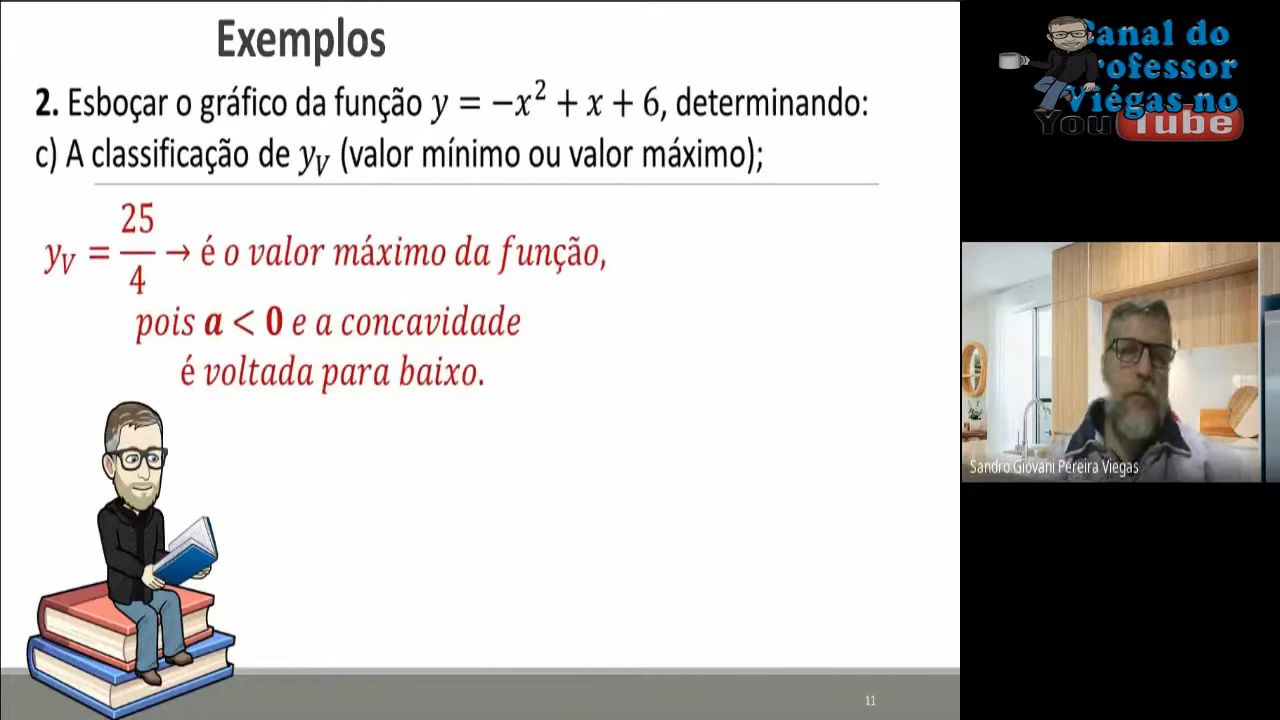 Exemplos
2. Esboçar o gráfico da função y = −x² + x + 6, determinando:
c) A classificação de y_V (valor mínimo ou valor máximo);
y_V = 25/4 → é o valor máximo da função,
pois a < 0 e a concavidade
é voltada para baixo.
11
Canal do
Professor
Viégas no
YouTube
Sandro Giovani Pereira Viegas